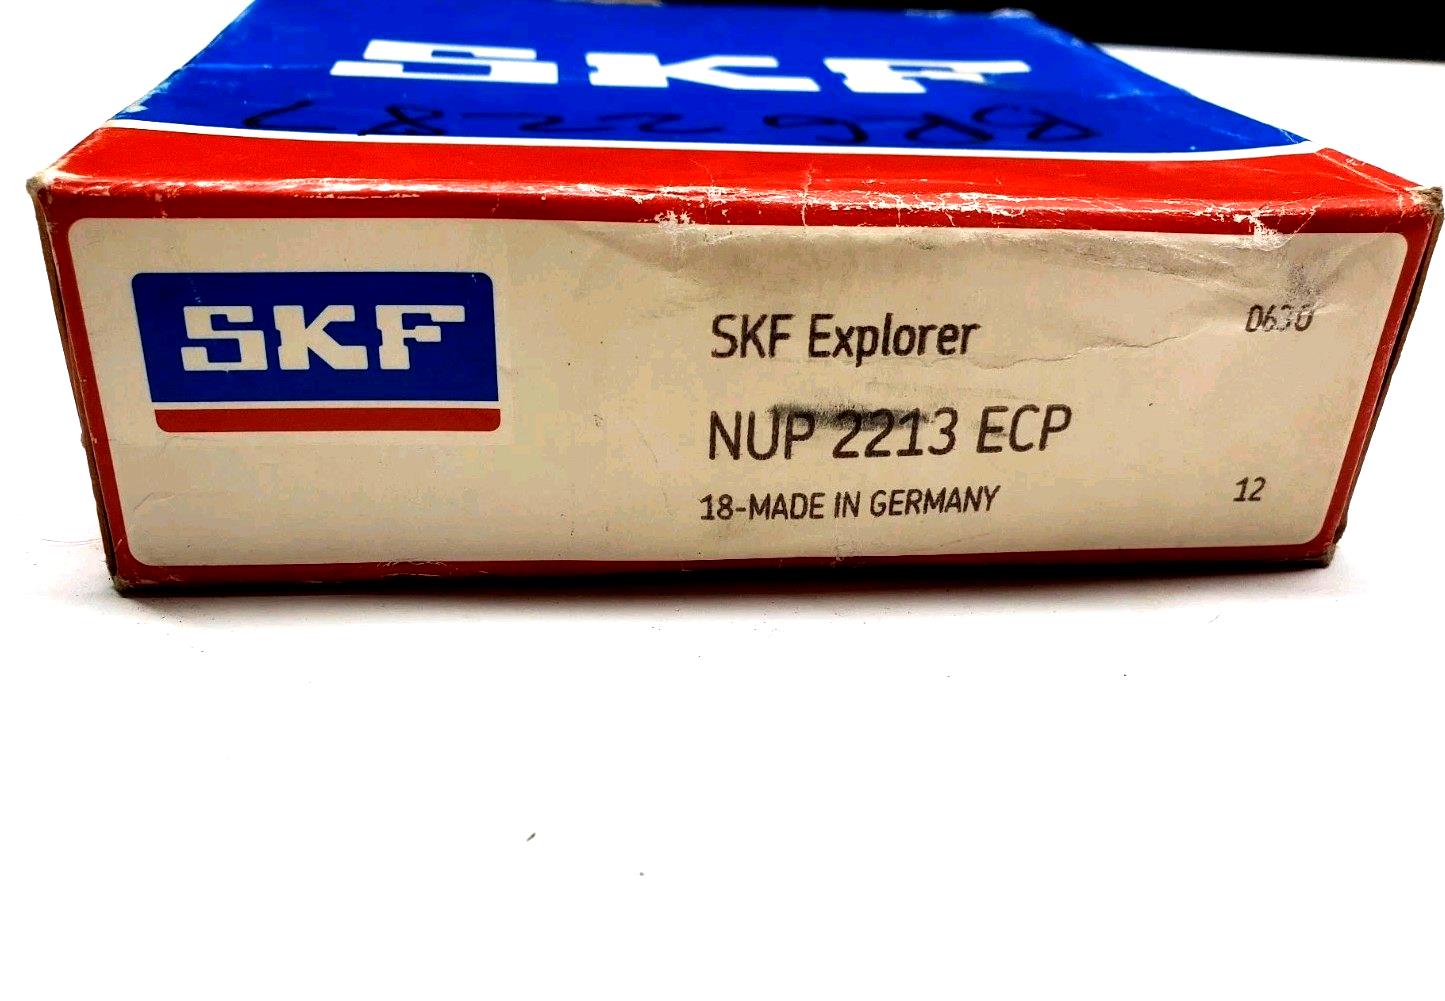 SKF
SKF
SKF Explorer
NUP 2213 ECP
18-MADE IN GERMANY
12